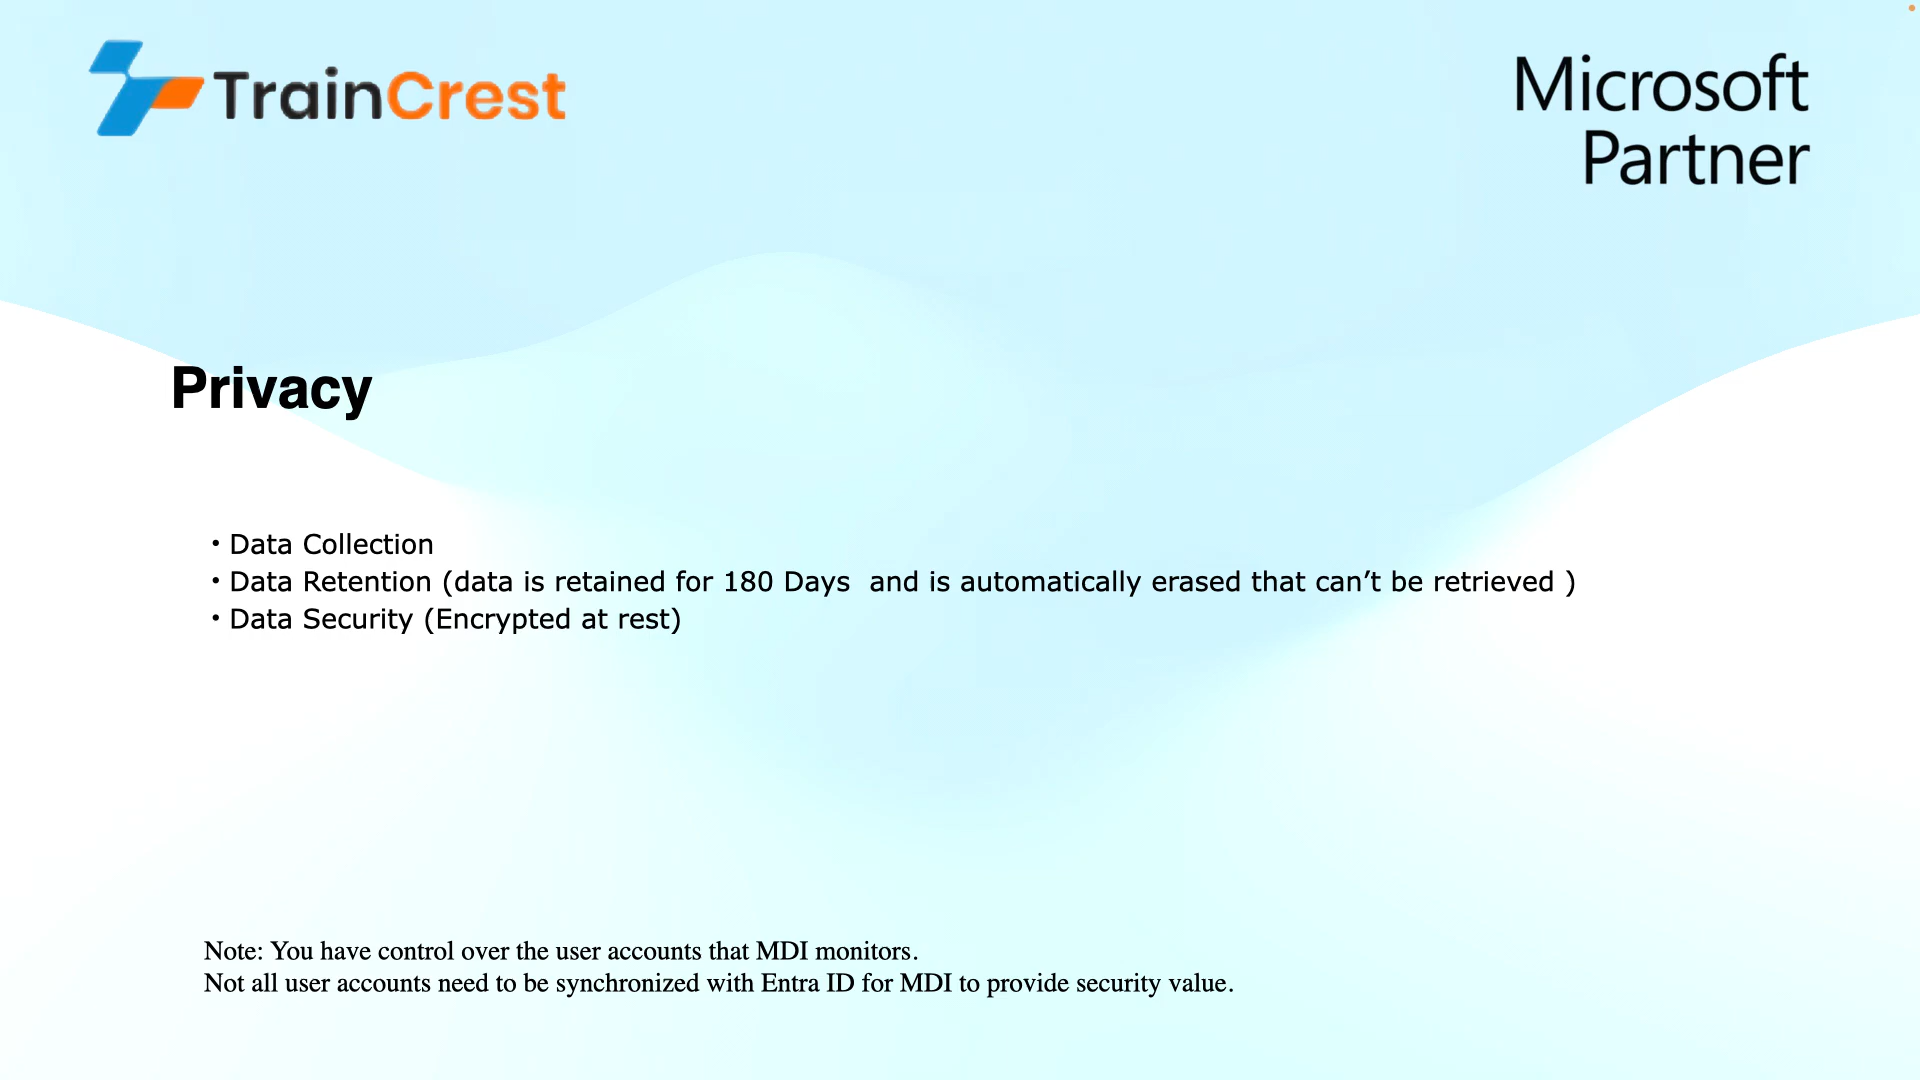 TrainCrest
Microsoft
Partner
Privacy
• Data Collection
• Data Retention (data is retained for 180 Days  and is automatically erased that can’t be retrieved )
• Data Security (Encrypted at rest)
Note: You have control over the user accounts that MDI monitors.
Not all user accounts need to be synchronized with Entra ID for MDI to provide security value.